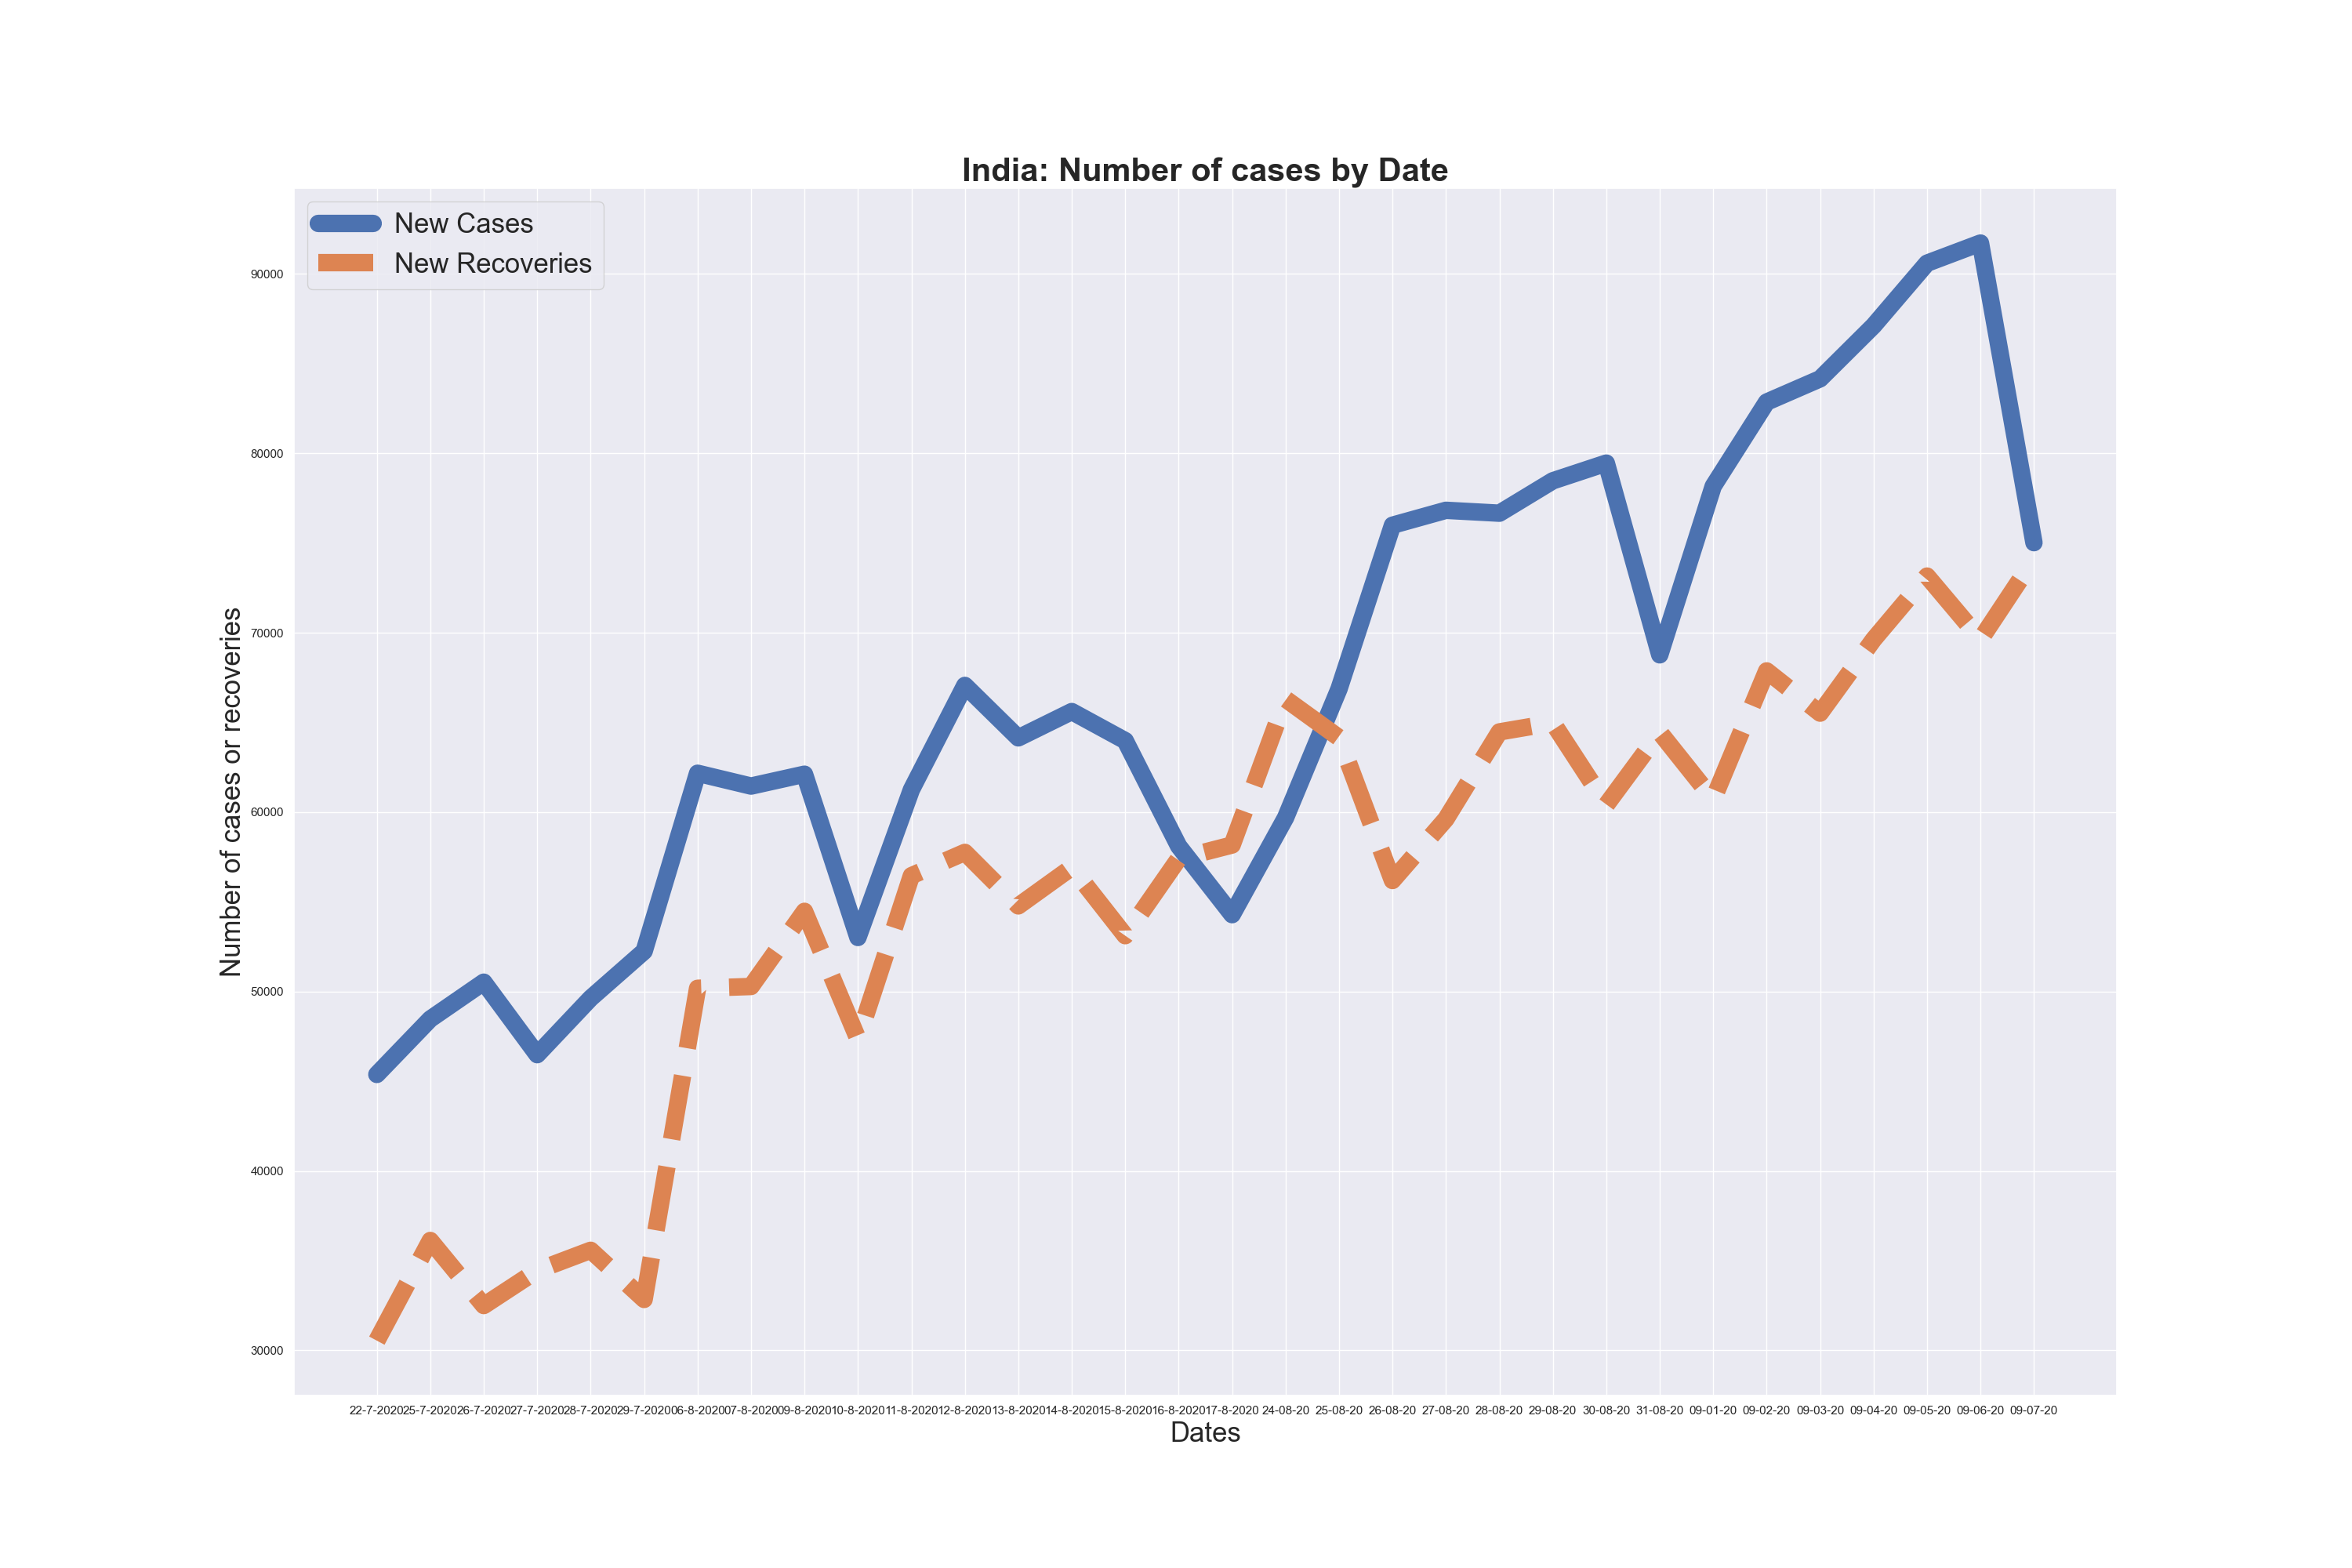 India: Number of cases by Date
New Cases
New Recoveries
90000
80000
70000
60000
50000
40000
30000
Number of cases or recoveries
22-7-2020 25-7-2020 26-7-2020 27-7-2020 28-7-2020 29-7-2020 06-8-2020 07-8-2020 09-8-2020 10-8-2020 11-8-2020 12-8-2020 13-8-2020 14-8-2020 15-8-2020 16-8-2020 17-8-2020 24-08-20 25-08-20 26-08-20 27-08-20 28-08-20 29-08-20 30-08-20 31-08-20 09-01-20 09-02-20 09-03-20 09-04-20 09-05-20 09-06-20 09-07-20
Dates